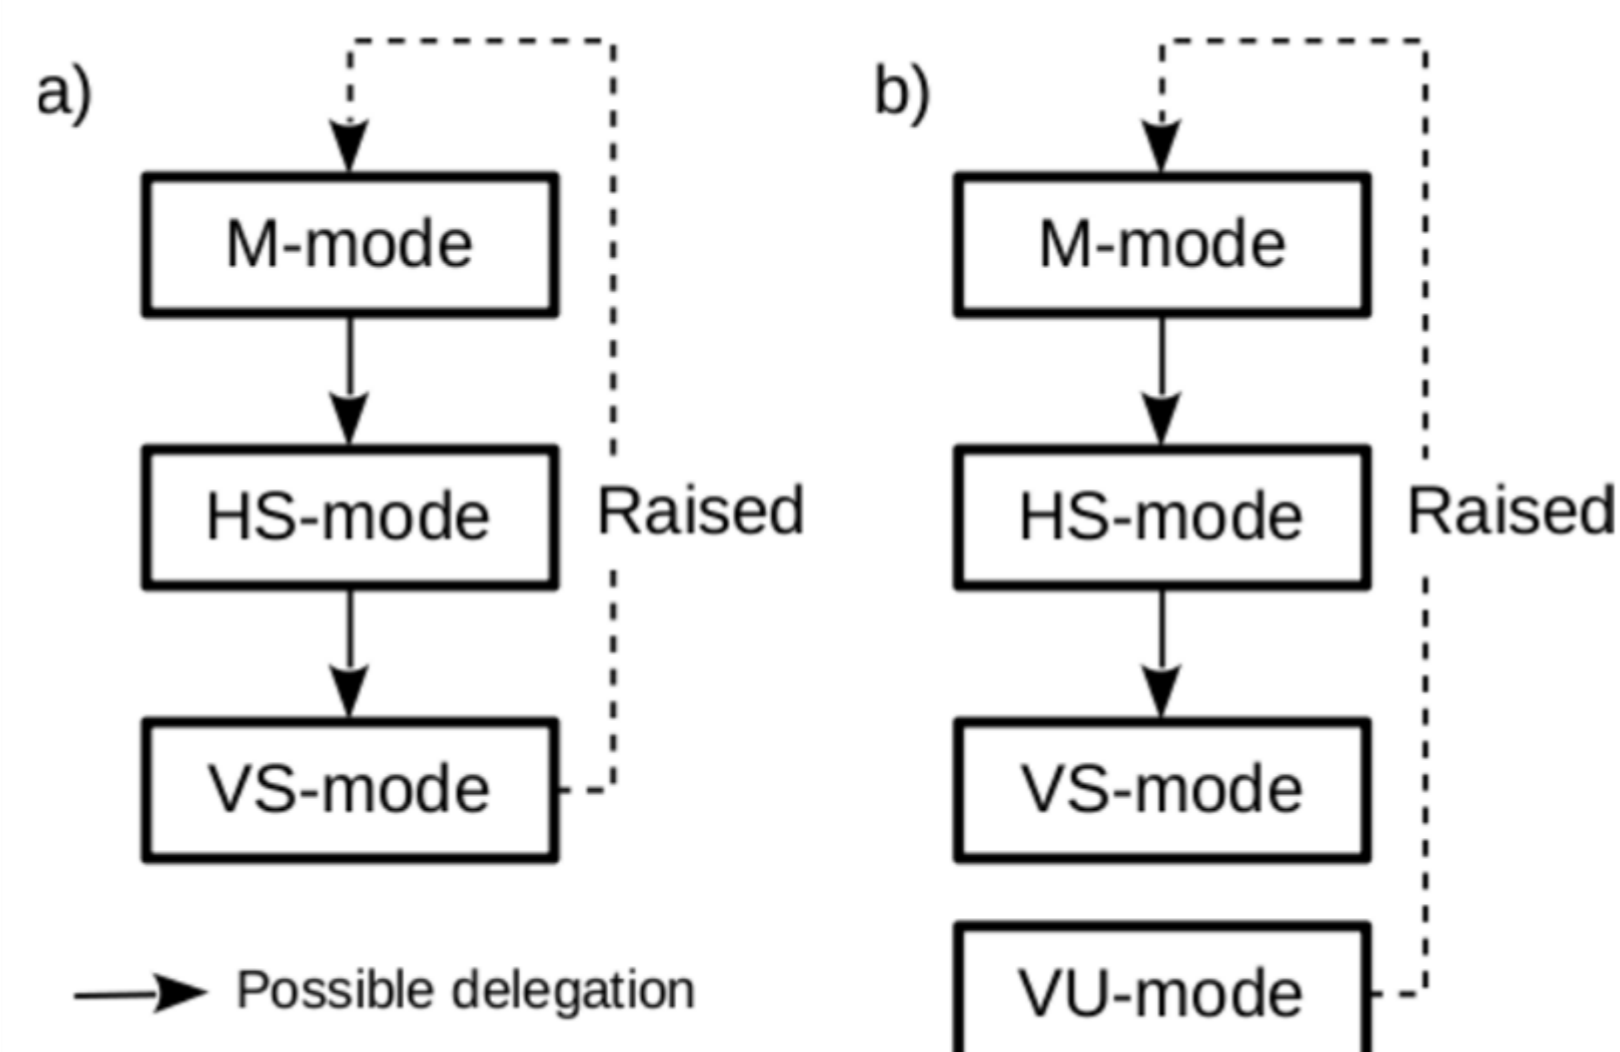 a)
M-mode
HS-mode
Raised
VS-mode
Possible delegation
b)
M-mode
HS-mode
Raised
VS-mode
VU-mode